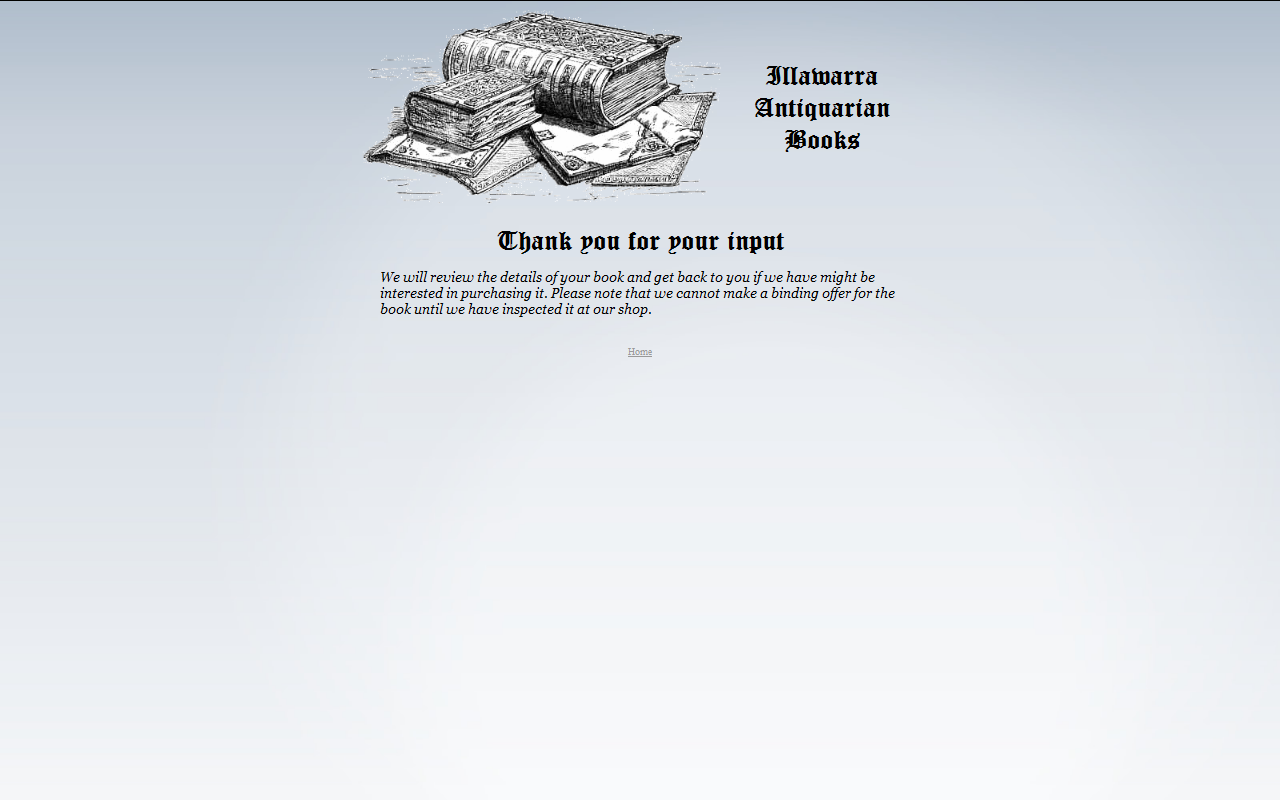 Illawarra
Antiquarian
Books
Thank you for your input
We will review the details of your book and get back to you if we have might be
interested in purchasing it. Please note that we cannot make a binding offer for the
book until we have inspected it at our shop.
Home